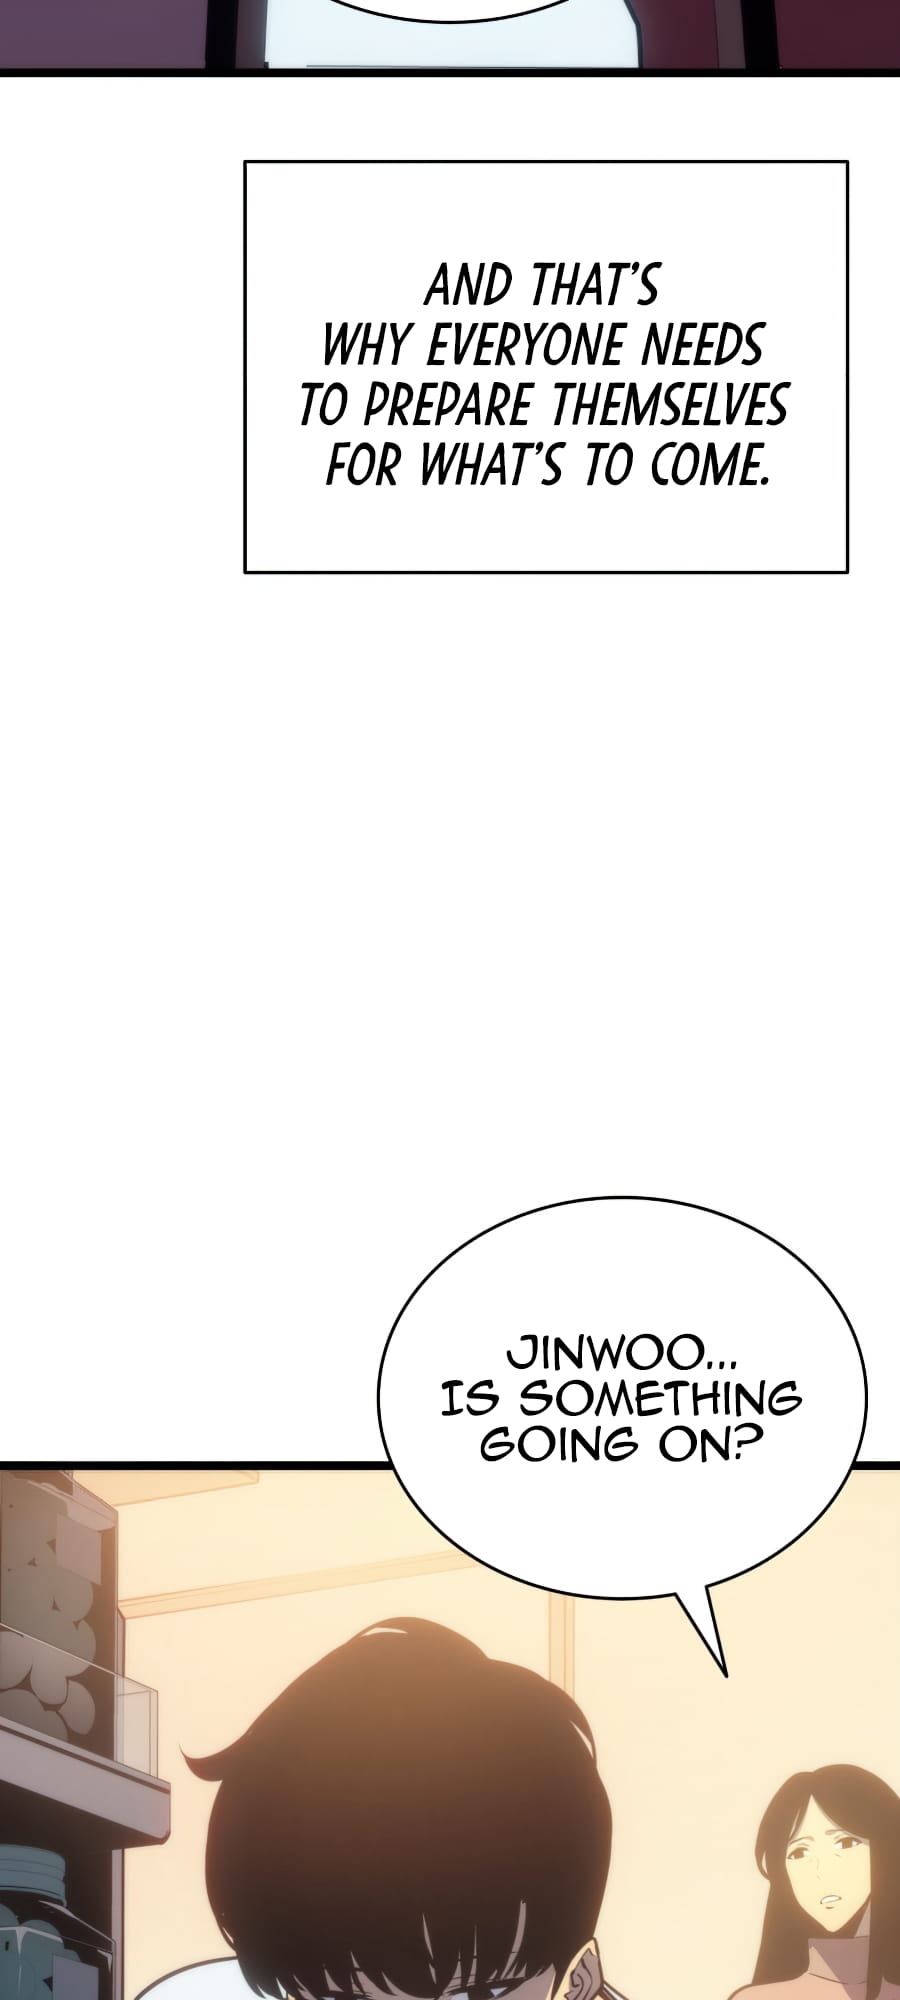 AND THAT'S
WHY EVERYONE NEEDS
TO PREPARE THEMSELVES
FOR WHAT'S TO COME.
JINWOO...
IS SOMETHING
GOING ON?